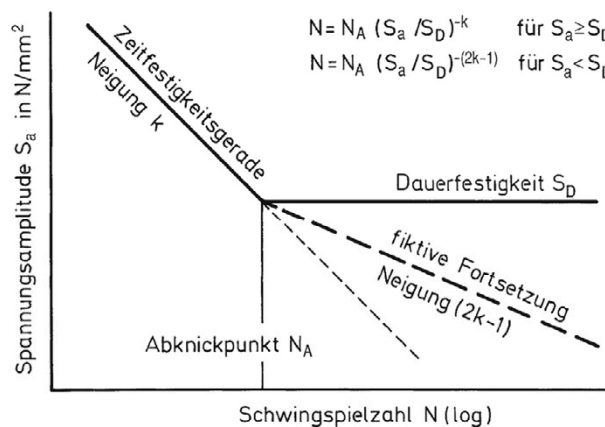 N = N_A (S_a /S_D)^-k für S_a ≥ S_D
N = N_A (S_a /S_D)^-(2k-1) für S_a < S_D
Zeitfestigkeitsgerade
Neigung k
Dauerfestigkeit S_D
fiktive Fortsetzung
Neigung (2k-1)
Abknickpunkt N_A
Spannungsamplitude S_a in N/mm²
Schwingspielzahl N (log)